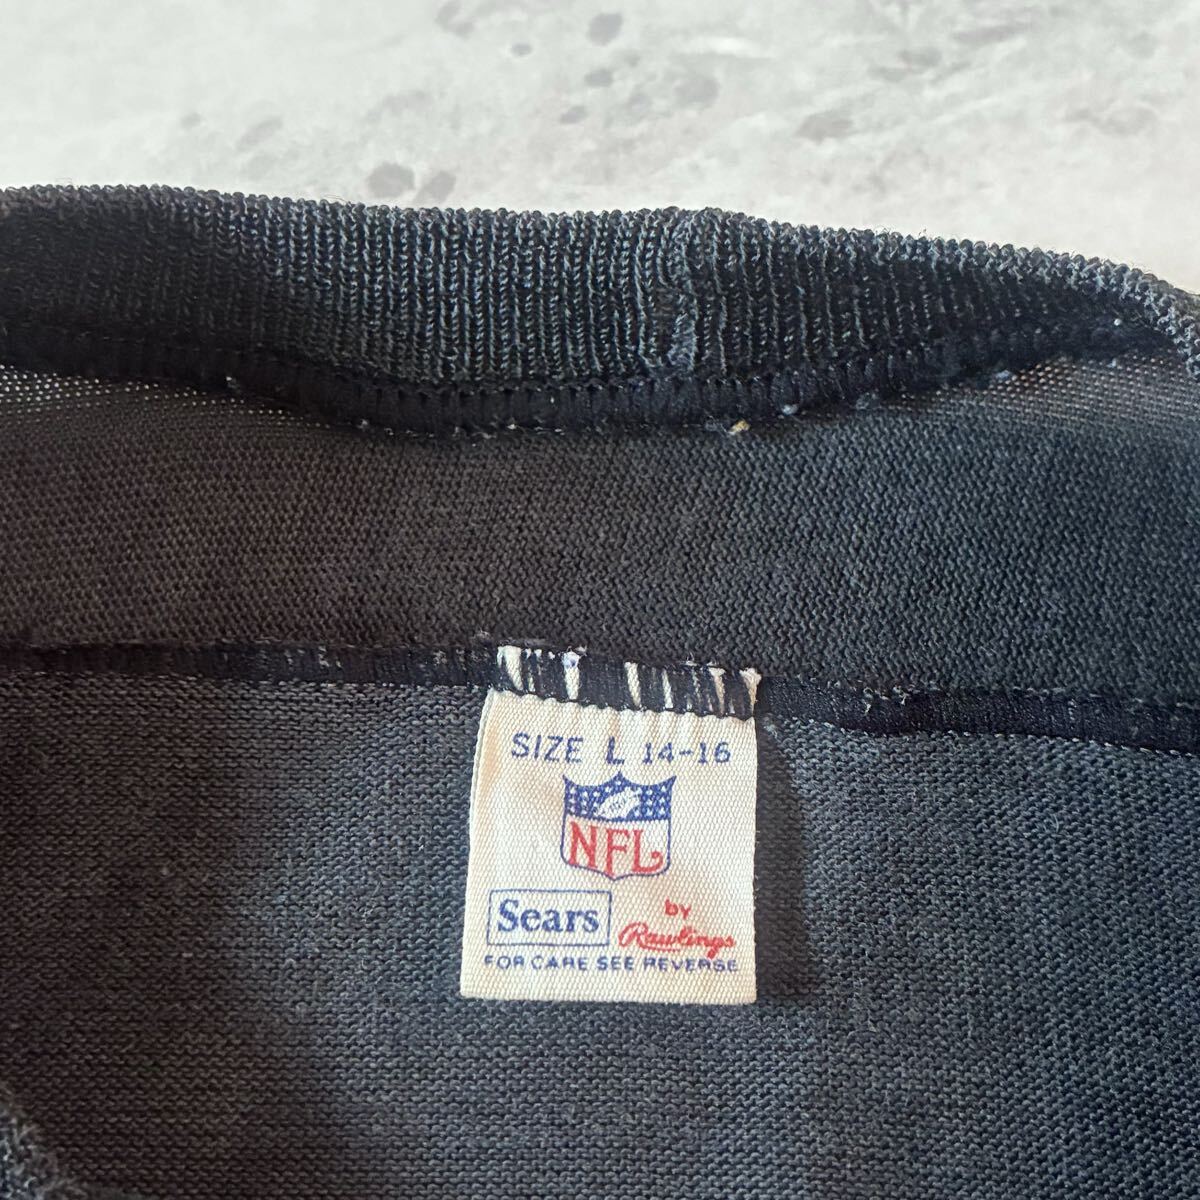 SIZE L 14-16
NFL
Sears by Rawlings
FOR CARE SEE REVERSE